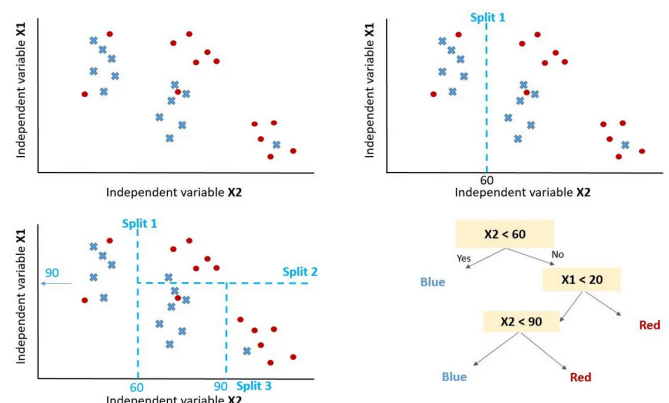 Independent variable X1
Independent variable X2
Split 1
Independent variable X1
60
Independent variable X2
Split 1
Independent variable X1
90
Split 2
60
90 Split 3
Independent variable X2
X2 < 60
Yes
No
Blue
X1 < 20
X2 < 90
Red
Blue
Red